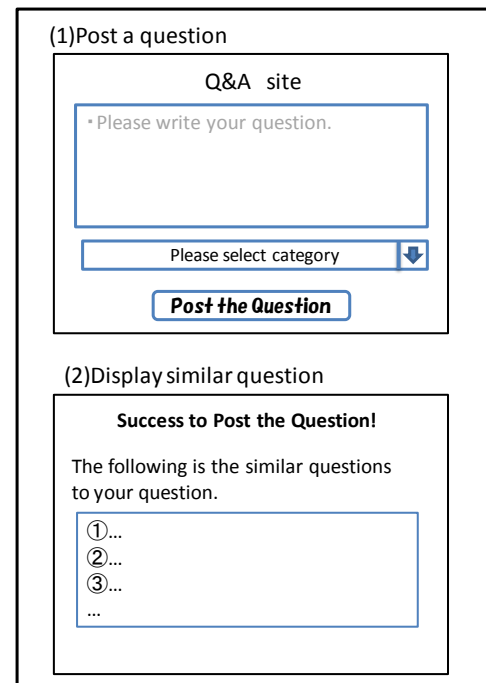 (1)Post a question
Q&A site
・Please write your question.
Please select category
Post the Question
(2)Display similar question
Success to Post the Question!
The following is the similar questions
to your question.
①...
②...
③...
...